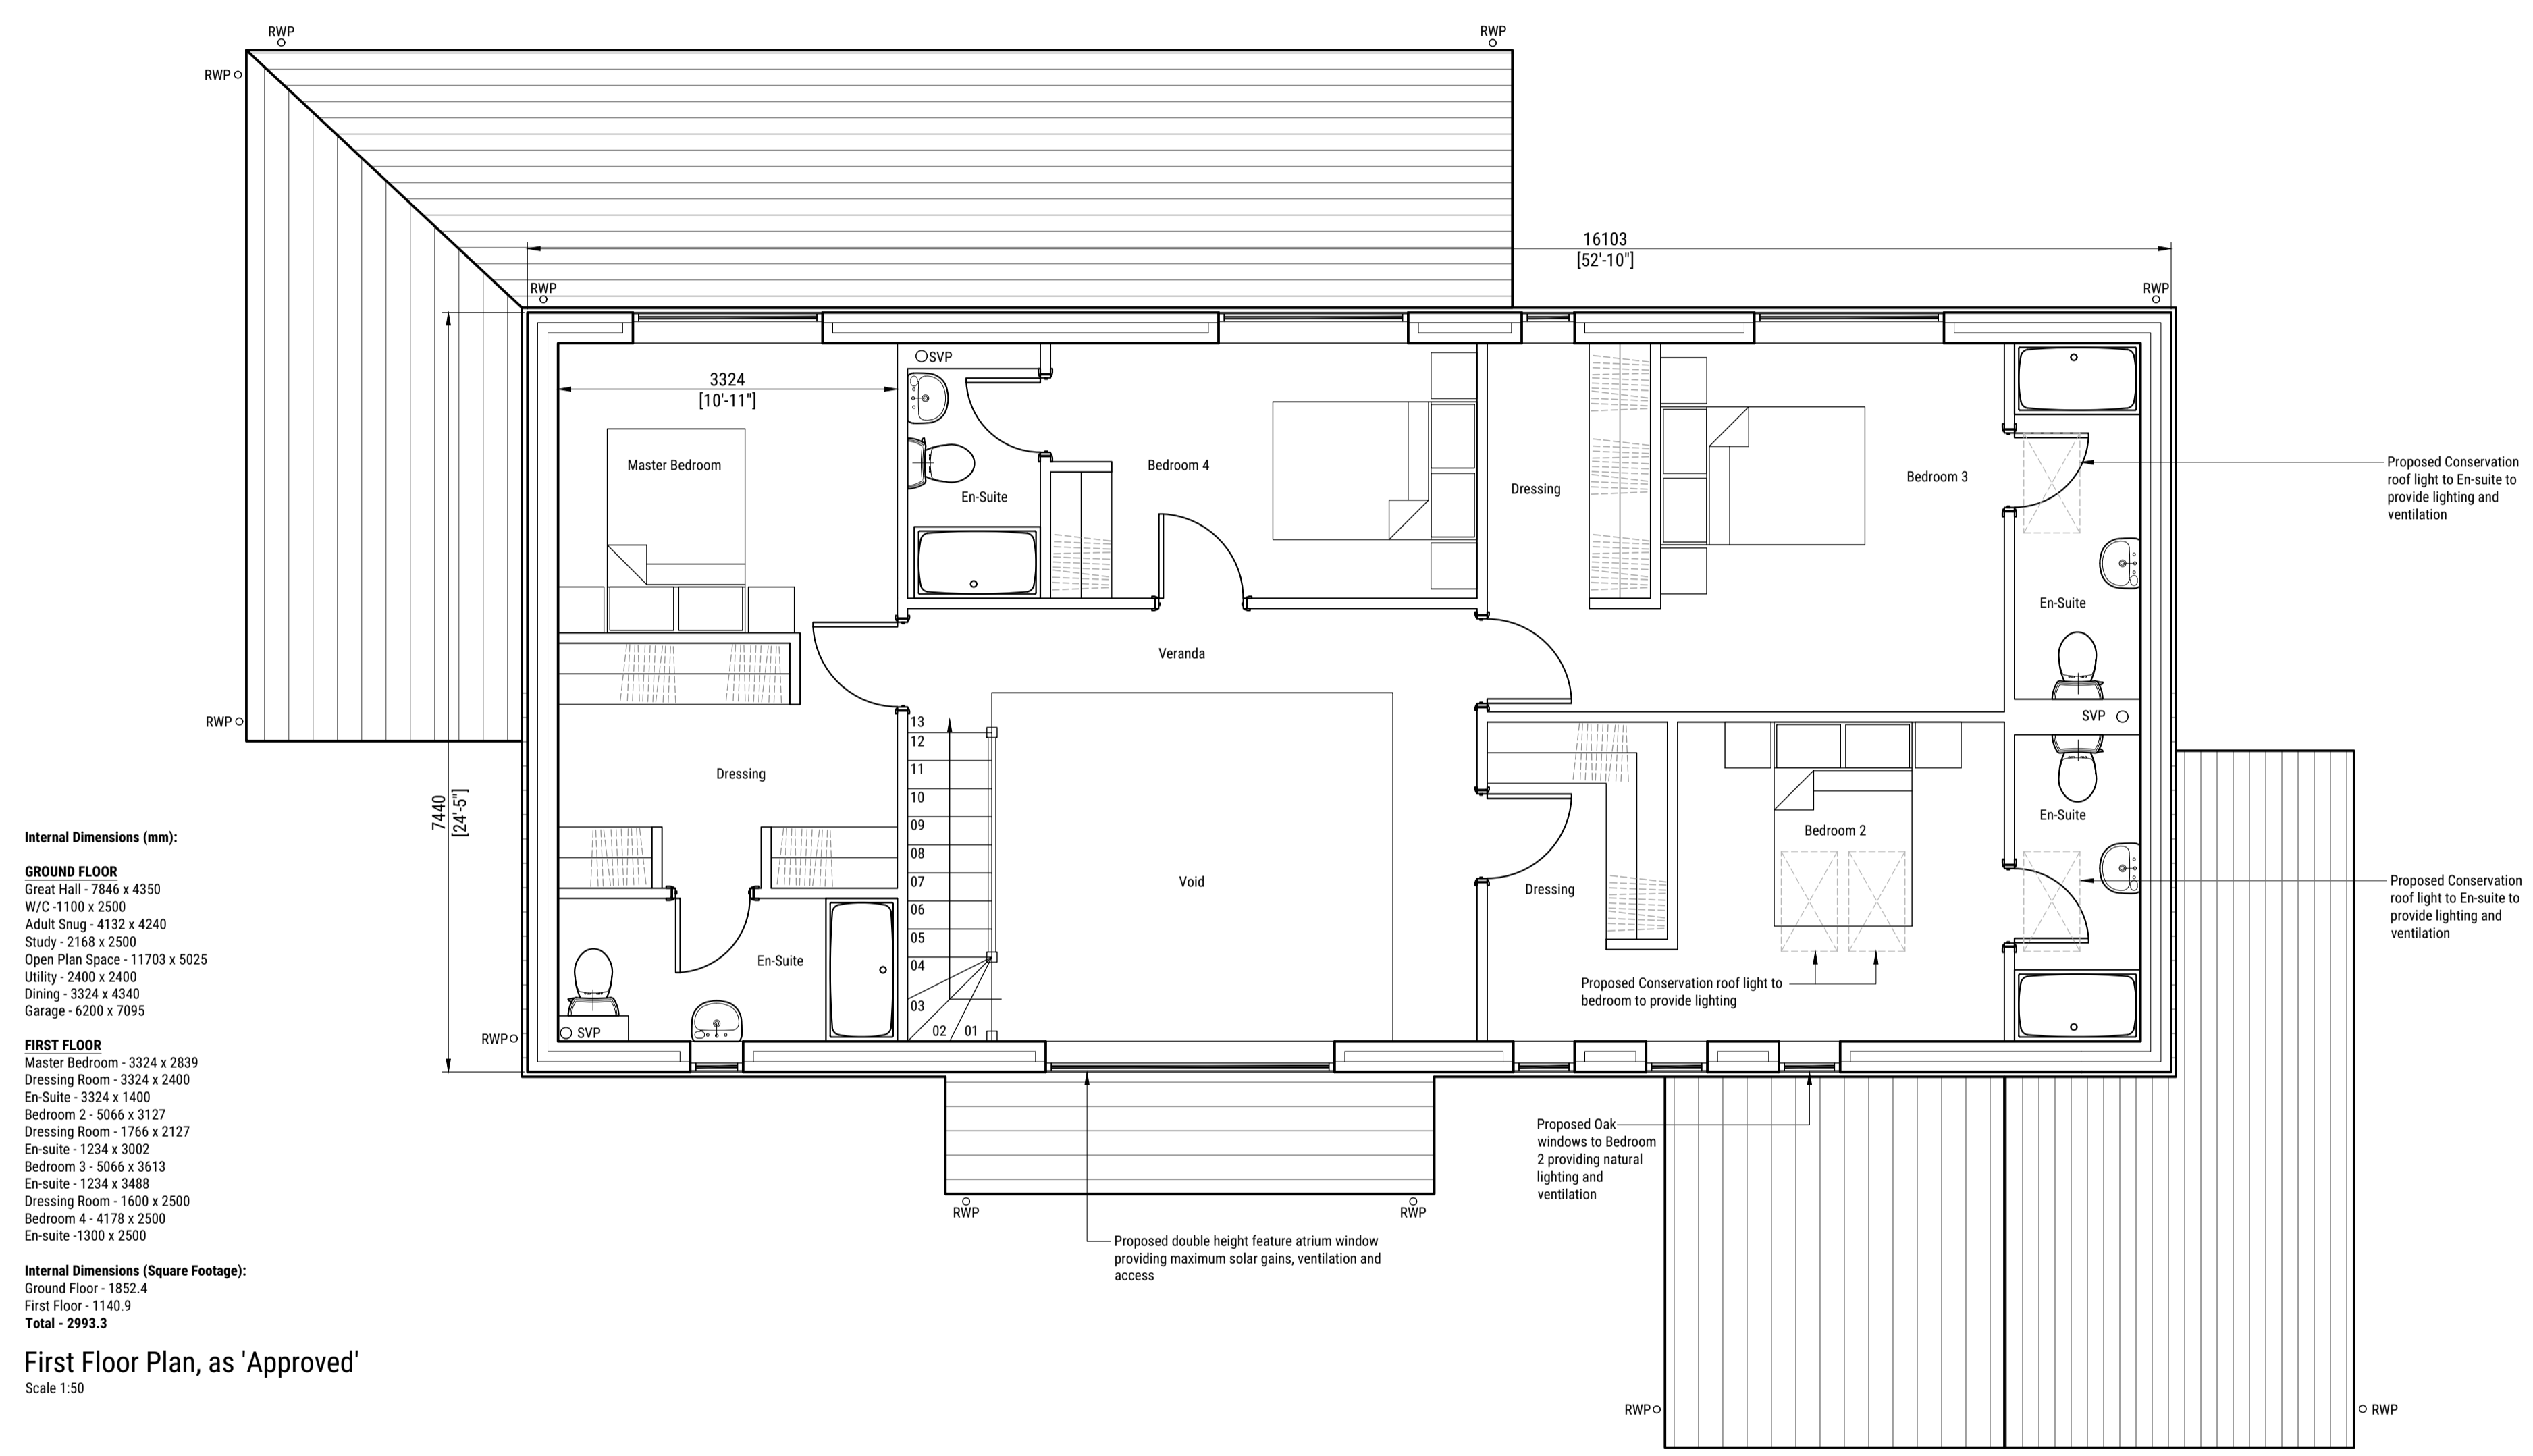 RWP
RWP
RWP
16103
[52'-10"]
RWP
RWP
SVP
3324
[10'-11"]
Master Bedroom
Bedroom 4
En-Suite
Dressing
Bedroom 3
Proposed Conservation
roof light to En-suite to
provide lighting and
ventilation
En-Suite
Veranda
RWP
SVP
13
12
11
10
09
08
07
06
05
04
03
02
01
Dressing
7440
[24'-5"]
En-Suite
Bedroom 2
Void
Dressing
Proposed Conservation
roof light to En-suite to
provide lighting and
ventilation
En-Suite
Proposed Conservation roof light to
bedroom to provide lighting
SVP
RWP
Proposed Oak
windows to Bedroom
2 providing natural
lighting and
ventilation
RWP
RWP
Proposed double height feature atrium window
providing maximum solar gains, ventilation and
access
RWP
RWP
Internal Dimensions (mm):
GROUND FLOOR
Great Hall - 7846 x 4350
W/C -1100 x 2500
Adult Snug - 4132 x 4240
Study - 2168 x 2500
Open Plan Space - 11703 x 5025
Utility - 2400 x 2400
Dining - 3324 x 4340
Garage - 6200 x 7095
FIRST FLOOR
Master Bedroom - 3324 x 2839
Dressing Room - 3324 x 2400
En-Suite - 3324 x 1400
Bedroom 2 - 5066 x 3127
Dressing Room - 1766 x 2127
En-suite - 1234 x 3002
Bedroom 3 - 5066 x 3613
En-suite - 1234 x 3488
Dressing Room - 1600 x 2500
Bedroom 4 - 4178 x 2500
En-suite -1300 x 2500
Internal Dimensions (Square Footage):
Ground Floor - 1852.4
First Floor - 1140.9
Total - 2993.3
First Floor Plan, as 'Approved'
Scale 1:50